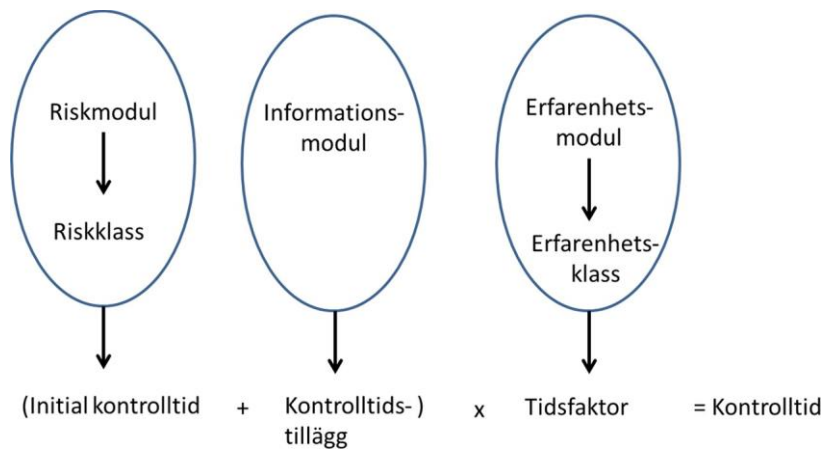 Riskmodul
Riskklass
Informations-
modul
Erfarenhets-
modul
Erfarenhets-
klass
(Initial kontrolltid + Kontrolltids- ) x Tidsfaktor = Kontrolltid
tillägg